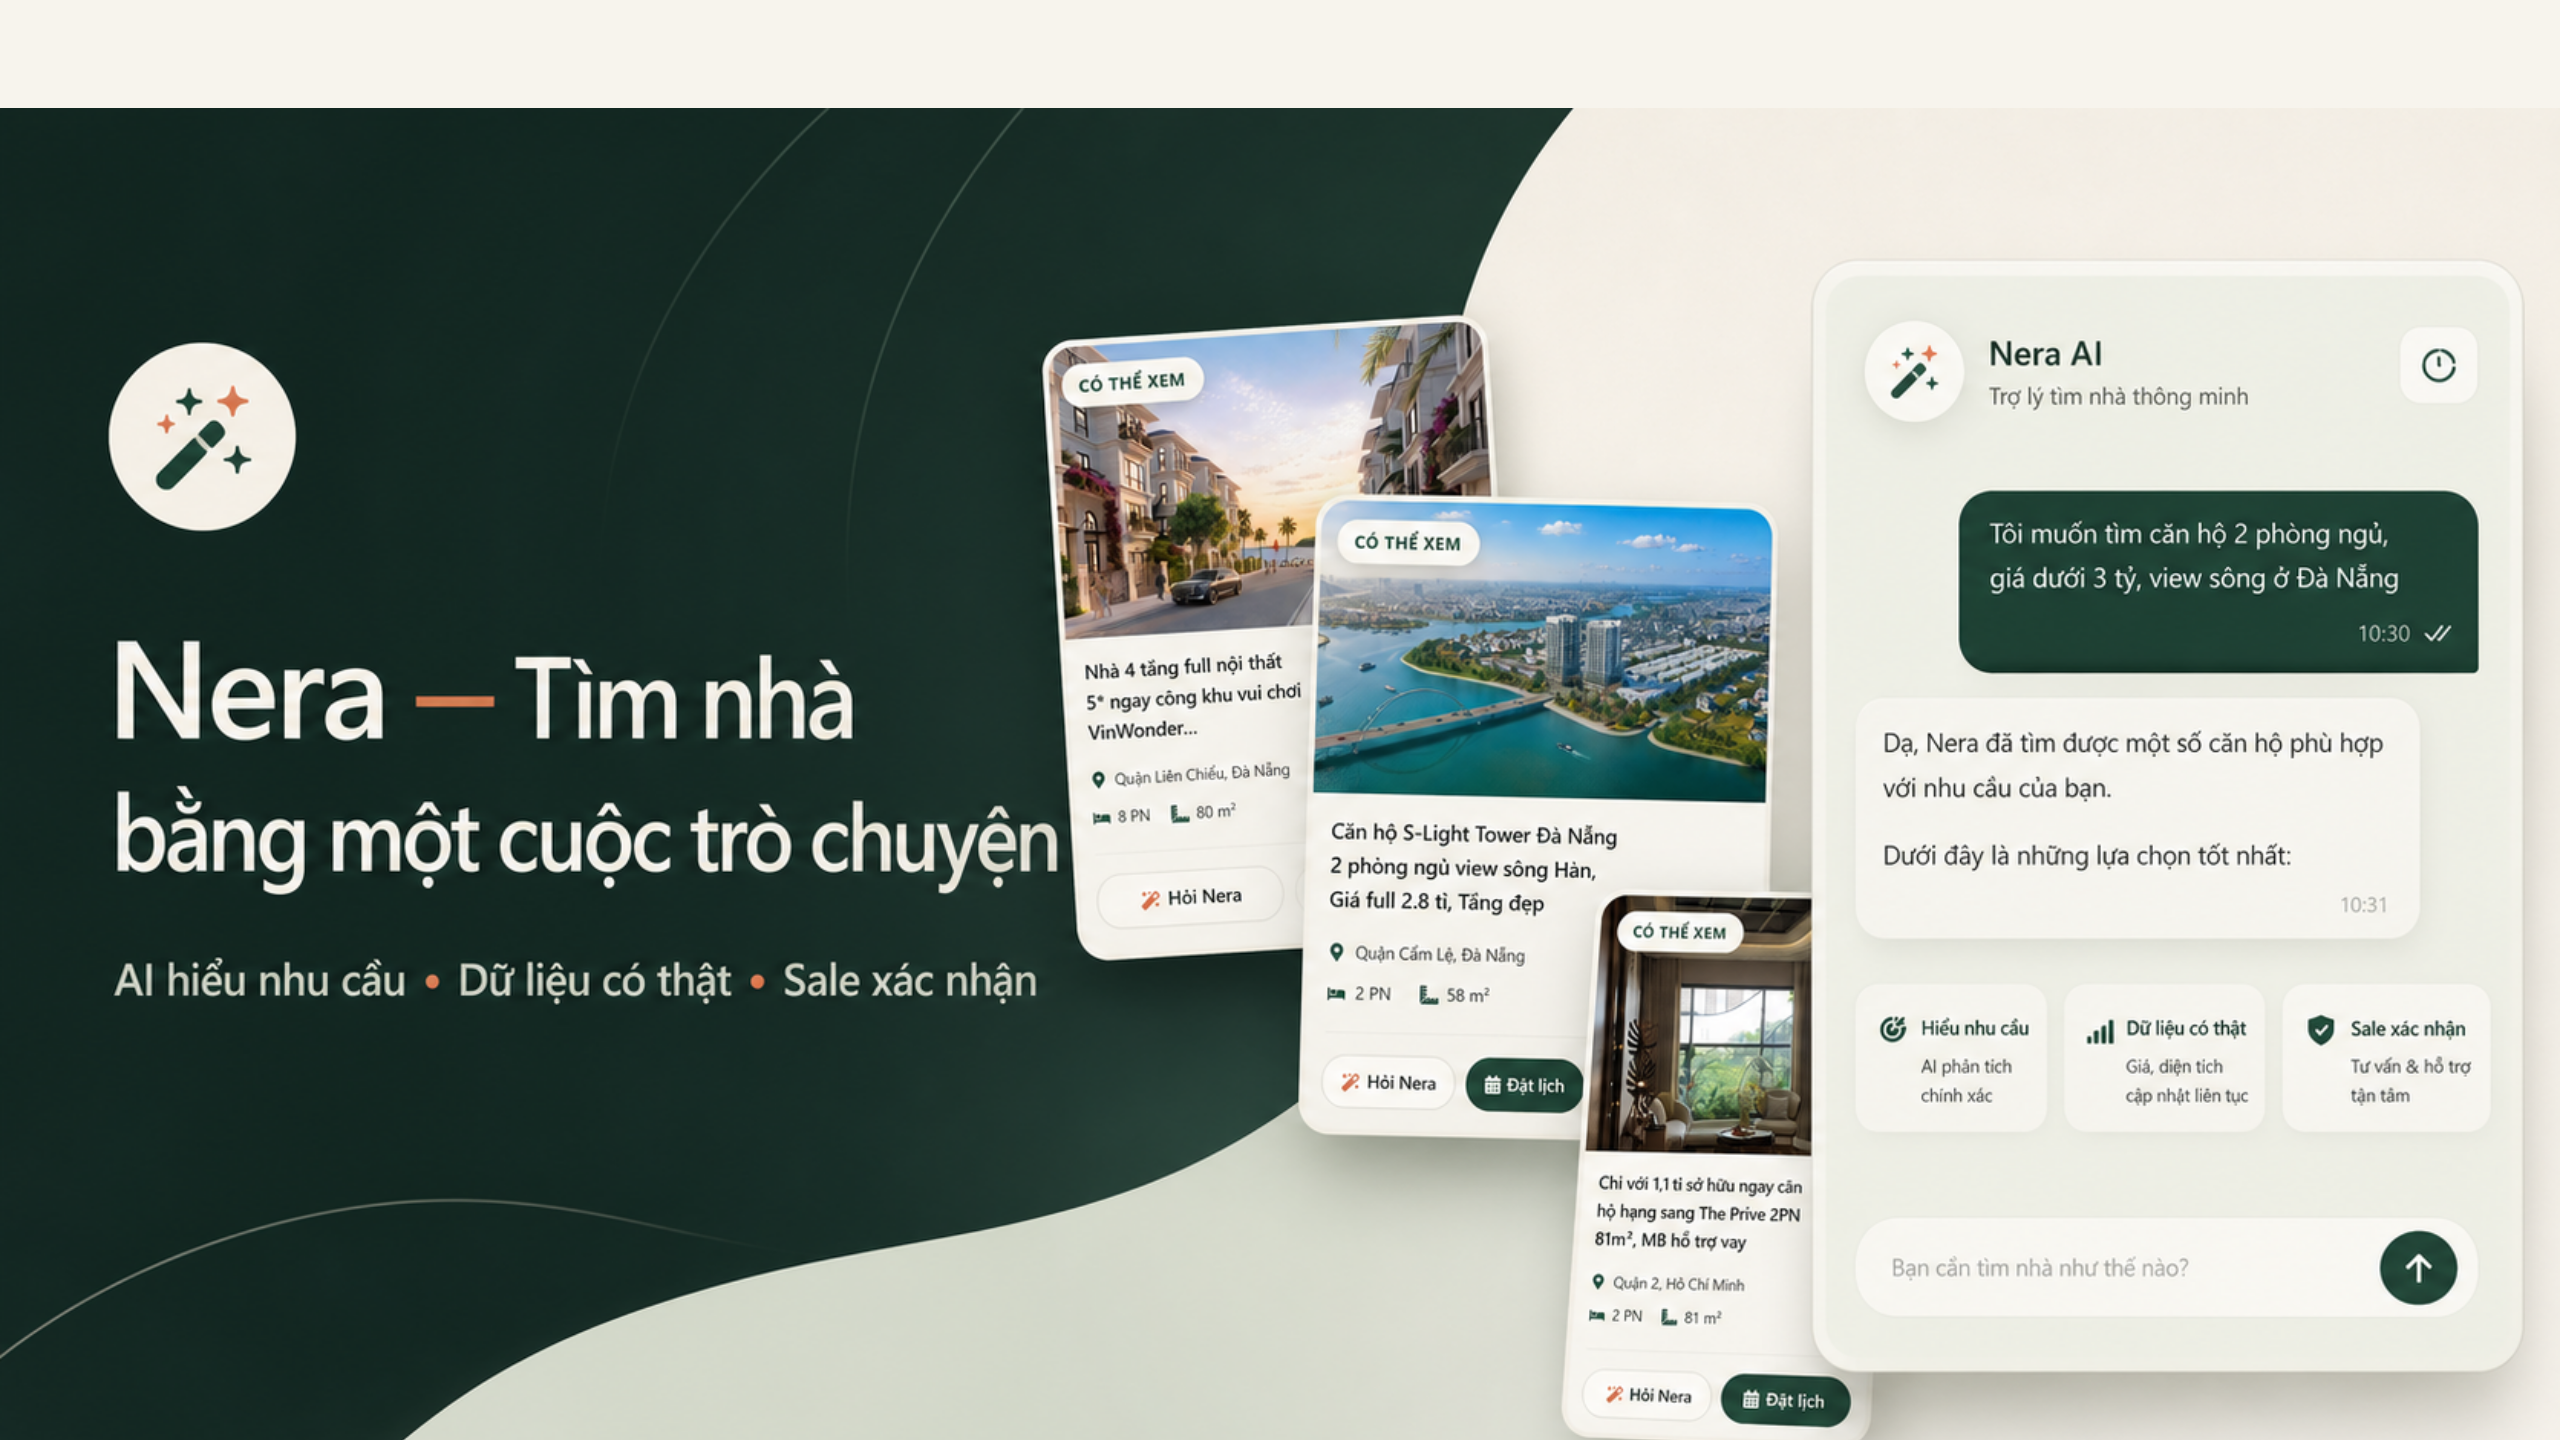 Nera — Tìm nhà
bằng một cuộc trò chuyện
AI hiểu nhu cầu • Dữ liệu có thật • Sale xác nhận
CÓ THỂ XEM
Nhà 4 tầng full nội thất
5* ngay công khu vui chơi
VinWonder...
Quận Liên Chiểu, Đà Nẵng
8 PN 80 m²
Hỏi Nera
CÓ THỂ XEM
Căn hộ S-Light Tower Đà Nẵng
2 phòng ngủ view sông Hàn,
Giá full 2.8 tỉ, Tầng đẹp
Quận Cẩm Lệ, Đà Nẵng
2 PN 58 m²
Hỏi Nera
Đặt lịch
CÓ THỂ XEM
Chỉ với 1,1 tỉ sở hữu ngay căn
hộ hạng sang The Prive 2PN
81m², MB hỗ trợ vay
Quận 2, Hồ Chí Minh
2 PN 81 m²
Hỏi Nera
Đặt lịch
Nera AI
Trợ lý tìm nhà thông minh
Tôi muốn tìm căn hộ 2 phòng ngủ,
giá dưới 3 tỷ, view sông ở Đà Nẵng
10:30
Dạ, Nera đã tìm được một số căn hộ phù hợp
với nhu cầu của bạn.
Dưới đây là những lựa chọn tốt nhất:
10:31
Hiểu nhu cầu
AI phân tích
chính xác
Dữ liệu có thật
Giá, diện tích
cập nhật liên tục
Sale xác nhận
Tư vấn & hỗ trợ
tận tâm
Bạn cần tìm nhà như thế nào?